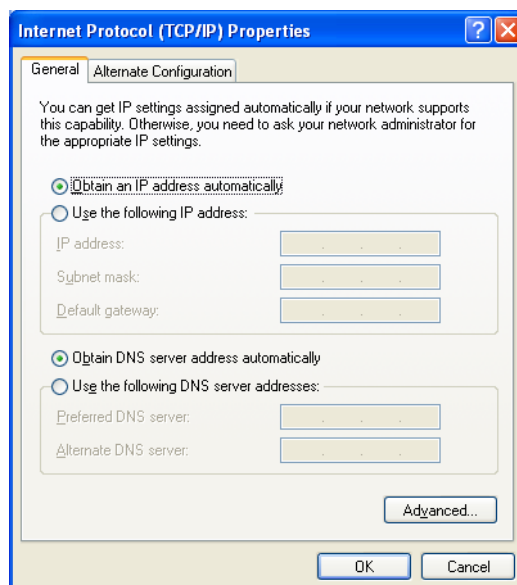 Internet Protocol (TCP/IP) Properties
General
Alternate Configuration
You can get IP settings assigned automatically if your network supports
this capability. Otherwise, you need to ask your network administrator for
the appropriate IP settings.
Obtain an IP address automatically
Use the following IP address:
IP address:
Subnet mask:
Default gateway:
Obtain DNS server address automatically
Use the following DNS server addresses:
Preferred DNS server:
Alternate DNS server:
Advanced...
OK
Cancel